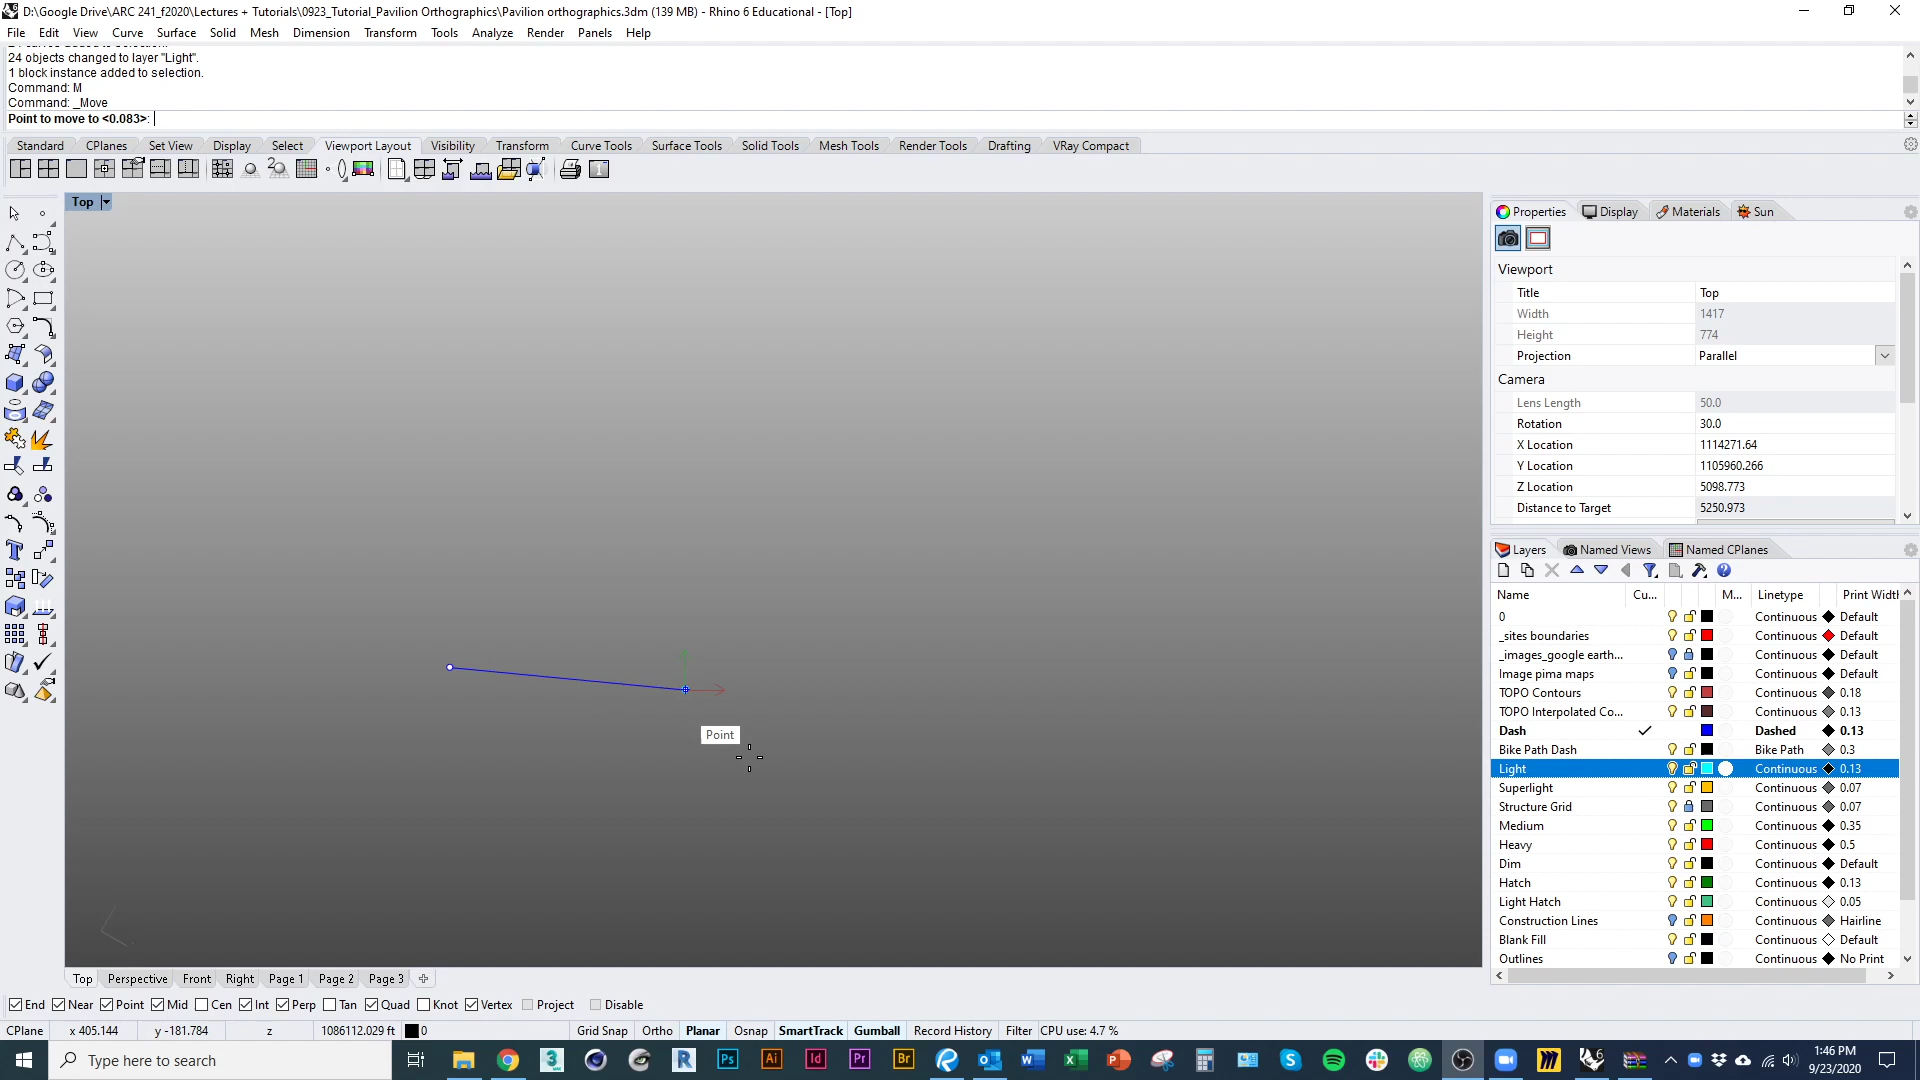 D:\Google Drive\ARC 241_f2020\Lectures + Tutorials\0923_Tutorial_Pavilion Orthographics\Pavilion orthographics.3dm (139 MB) - Rhino 6 Educational - [Top]
File Edit View Curve Surface Solid Mesh Dimension Transform Tools Analyze Render Panels Help
24 objects changed to layer "Light".
1 block instance added to selection.
Command: M
Command: _Move
Point to move to <0.083>:
Standard CPlanes Set View Display Select Viewport Layout Visibility Transform Curve Tools Surface Tools Solid Tools Mesh Tools Render Tools Drafting VRay Compact
Top
Point
Properties Display Materials Sun
Viewport
Title Top
Width 1417
Height 774
Projection Parallel
Camera
Lens Length 50.0
Rotation 30.0
X Location 1114271.64
Y Location 1105960.266
Z Location 5098.773
Distance to Target 5250.973
Layers Named Views Named CPlanes
Name Cu... M... Linetype Print Width
0 Continuous Default
_sites boundaries Continuous Default
_images_google earth... Continuous Default
Image pima maps Continuous Default
TOPO Contours Continuous 0.18
TOPO Interpolated Co... Continuous 0.13
Dash Dashed 0.13
Bike Path Dash Bike Path 0.3
Light Continuous 0.13
Superlight Continuous 0.07
Structure Grid Continuous 0.07
Medium Continuous 0.35
Heavy Continuous 0.5
Dim Continuous Default
Hatch Continuous 0.13
Light Hatch Continuous 0.05
Construction Lines Continuous Hairline
Blank Fill Continuous Default
Outlines Continuous No Print
Top Perspective Front Right Page 1 Page 2 Page 3
End Near Point Mid Cen Int Perp Tan Quad Knot Vertex Project Disable
CPlane x 405.144 y -181.784 z 1086112.029 ft 0 Grid Snap Ortho Planar Osnap SmartTrack Gumball Record History Filter CPU use: 4.7 %
Type here to search
1:46 PM
9/23/2020